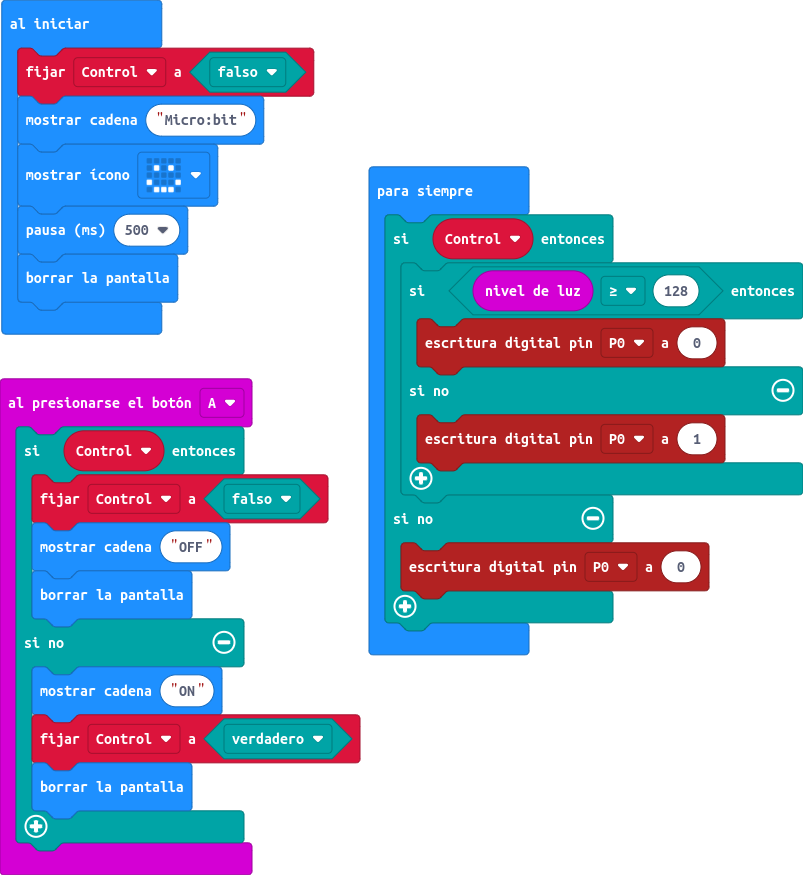 al iniciar
fijar Control a falso
mostrar cadena "Micro:bit"
mostrar ícono
pausa (ms) 500
borrar la pantalla
al presionarse el botón A
si Control entonces
fijar Control a falso
mostrar cadena "OFF"
borrar la pantalla
si no
mostrar cadena "ON"
fijar Control a verdadero
borrar la pantalla
para siempre
si Control entonces
si nivel de luz ≥ 128 entonces
escritura digital pin P0 a 0
si no
escritura digital pin P0 a 1
si no
escritura digital pin P0 a 0